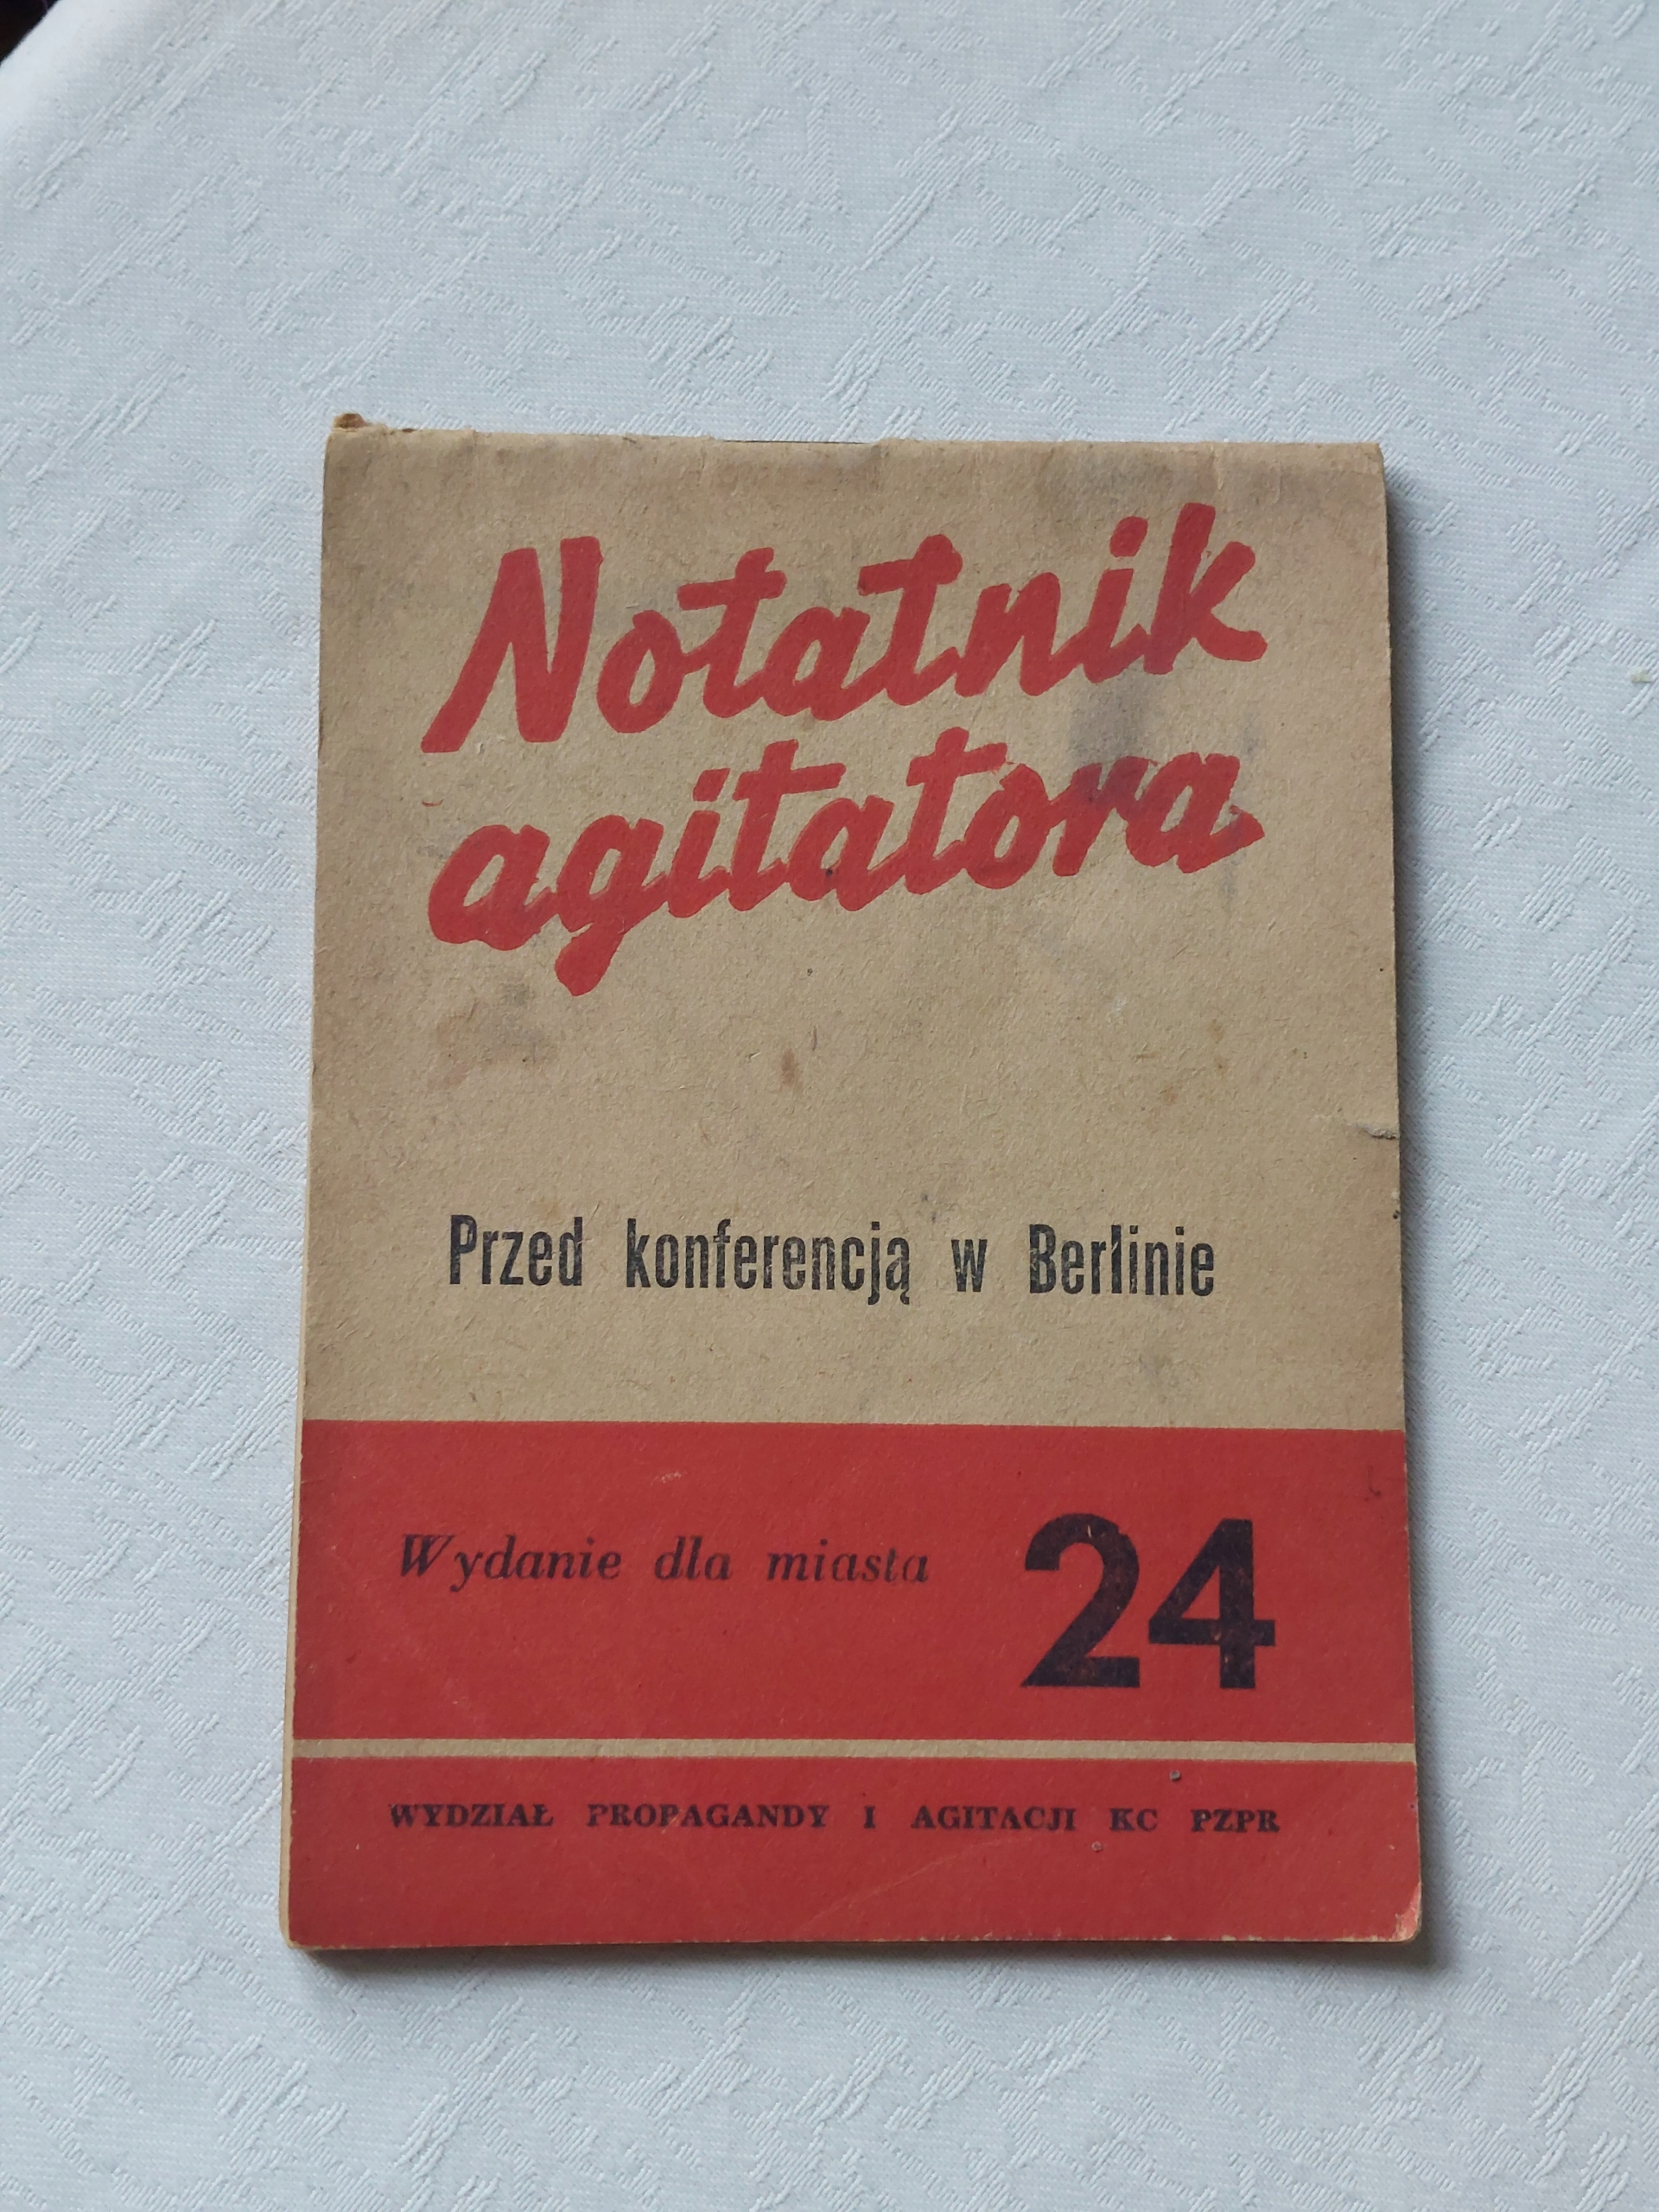 Notatnik
agitatora
Przed konferencją w Berlinie
Wydanie dla miasta 24
WYDZIAŁ PROPAGANDY I AGITACJI KC PZPR